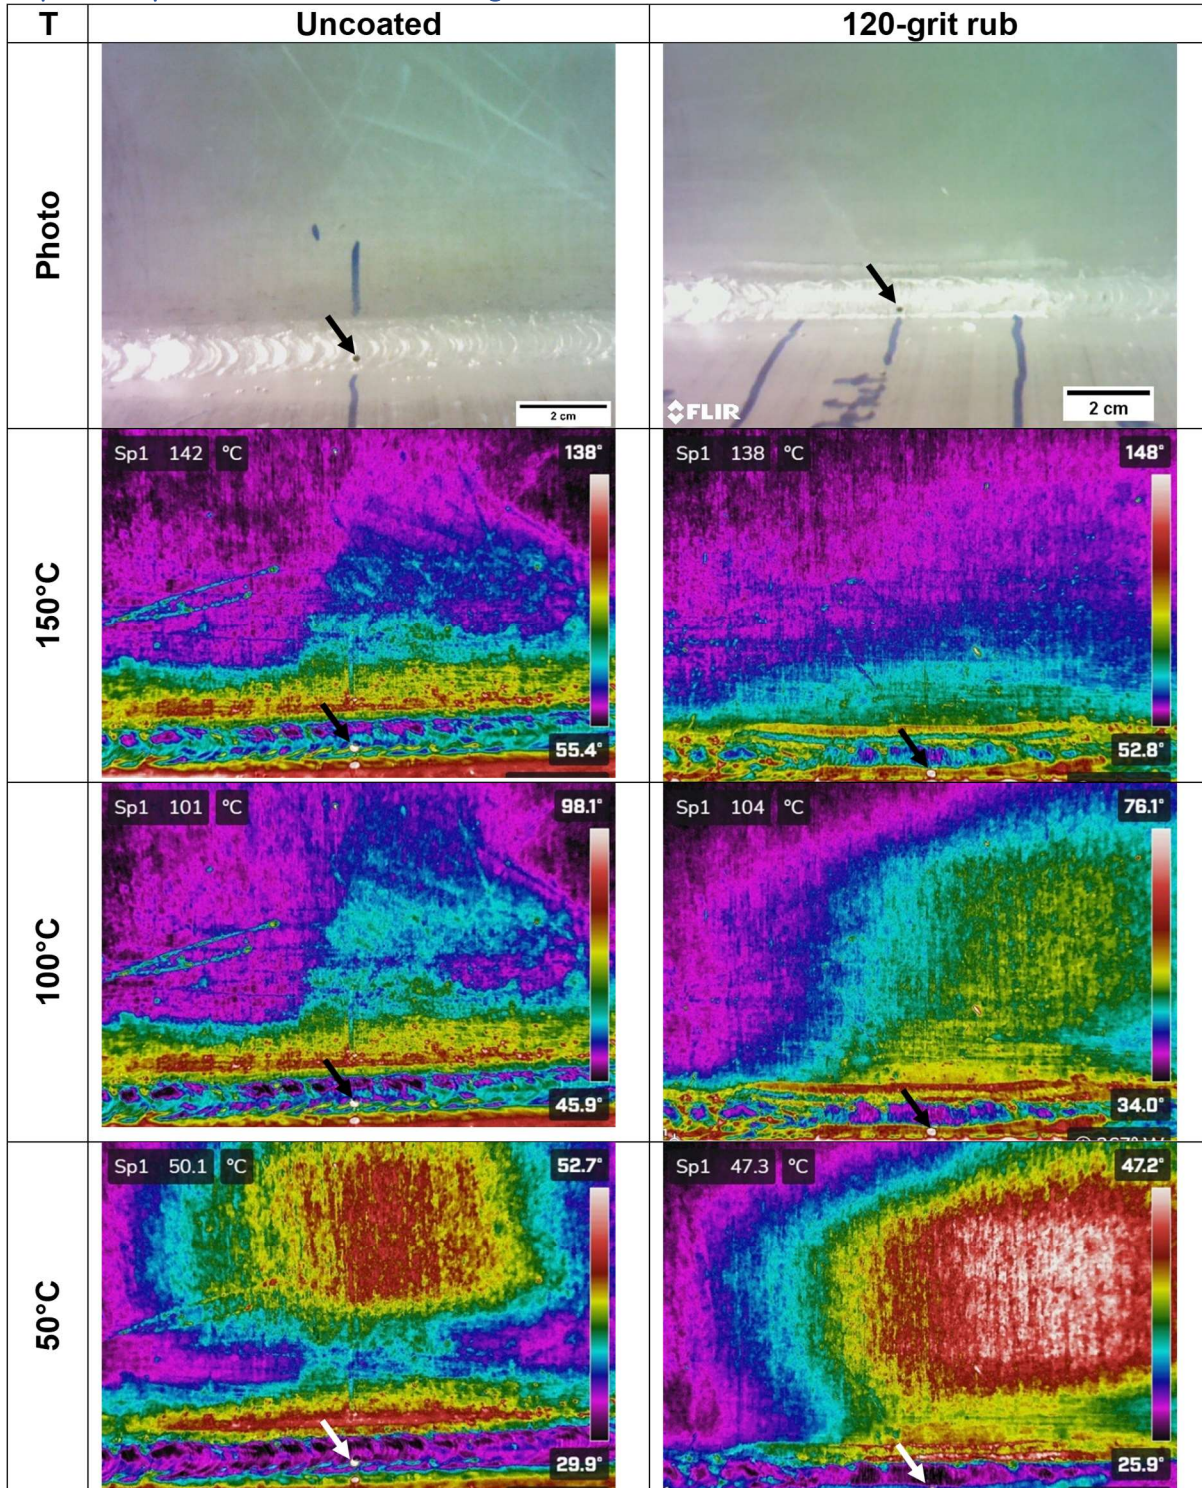 T Uncoated 120-grit rub
Photo
2 cm
FLIR
2 cm
150°C
Sp1 142 °C 138°
55.4°
Sp1 138 °C 148°
52.8°
100°C
Sp1 101 °C 98.1°
45.9°
Sp1 104 °C 76.1°
34.0°
50°C
Sp1 50.1 °C 52.7°
29.9°
Sp1 47.3 °C 47.2°
25.9°